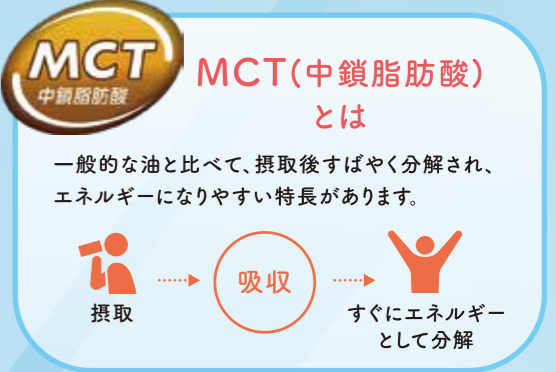 MCT
中鎖脂肪酸
MCT(中鎖脂肪酸)
とは
一般的な油と比べて、摂取後すばやく分解され、
エネルギーになりやすい特長があります。
摂取
吸収
すぐにエネルギー
として分解